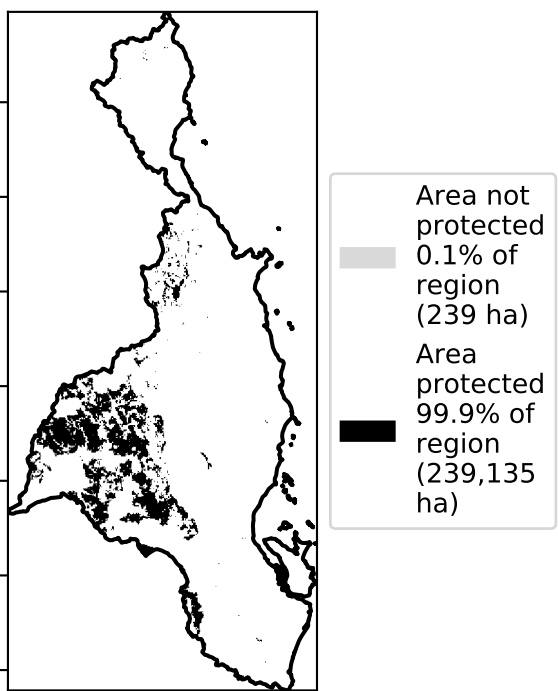 Area not
protected
0.1% of
region
(239 ha)
Area
protected
99.9% of
region
(239,135
ha)